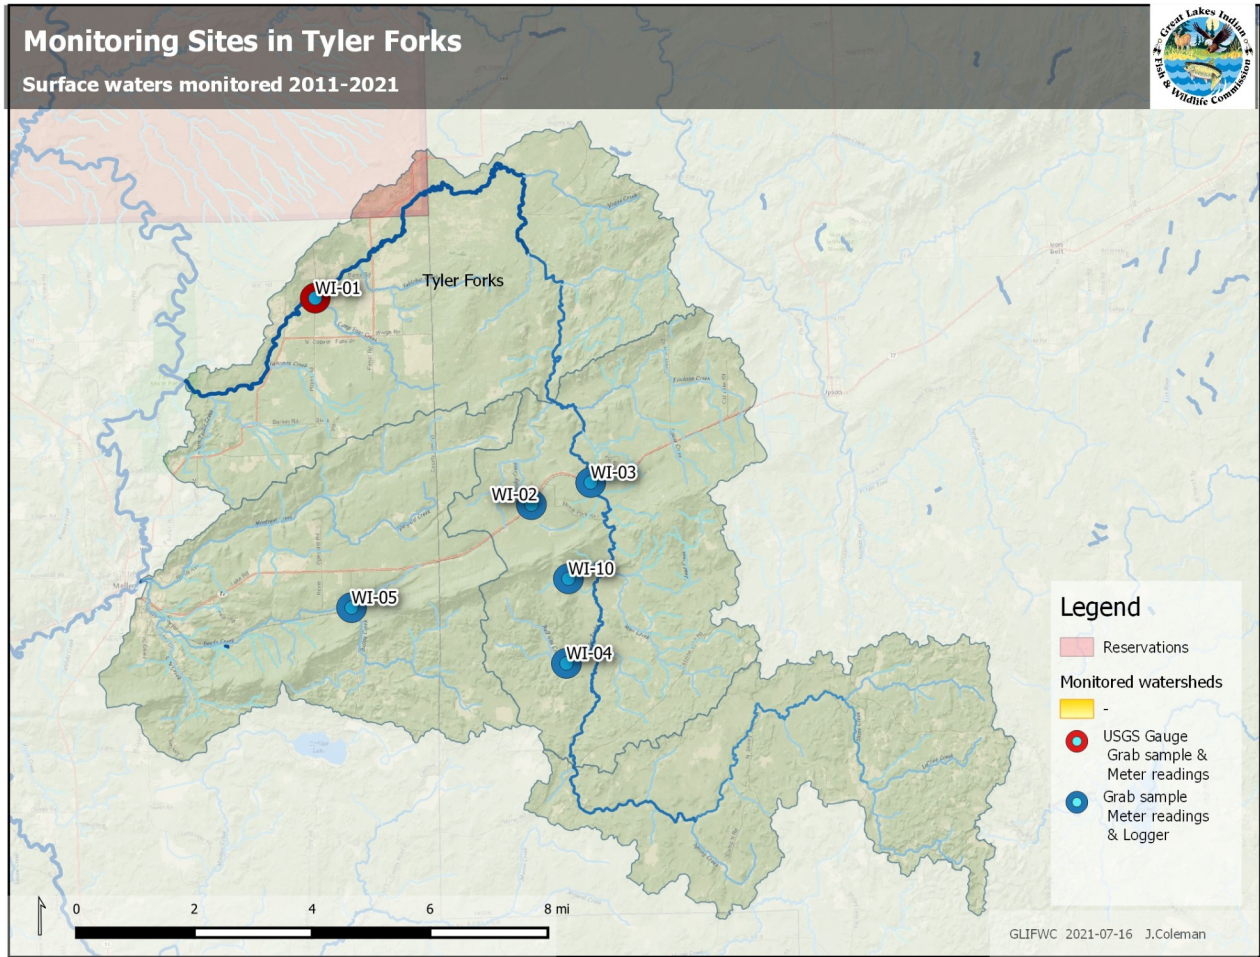 Monitoring Sites in Tyler Forks
Surface waters monitored 2011-2021
Great Lakes Indian
Fish & Wildlife Commission
WI-01
Tyler Forks
WI-03
WI-02
WI-10
WI-05
WI-04
Mellen
Legend
Reservations
Monitored watersheds
-
USGS Gauge
Grab sample &
Meter readings
Grab sample
Meter readings
& Logger
0 2 4 6 8 mi
GLIFWC 2021-07-16 J.Coleman